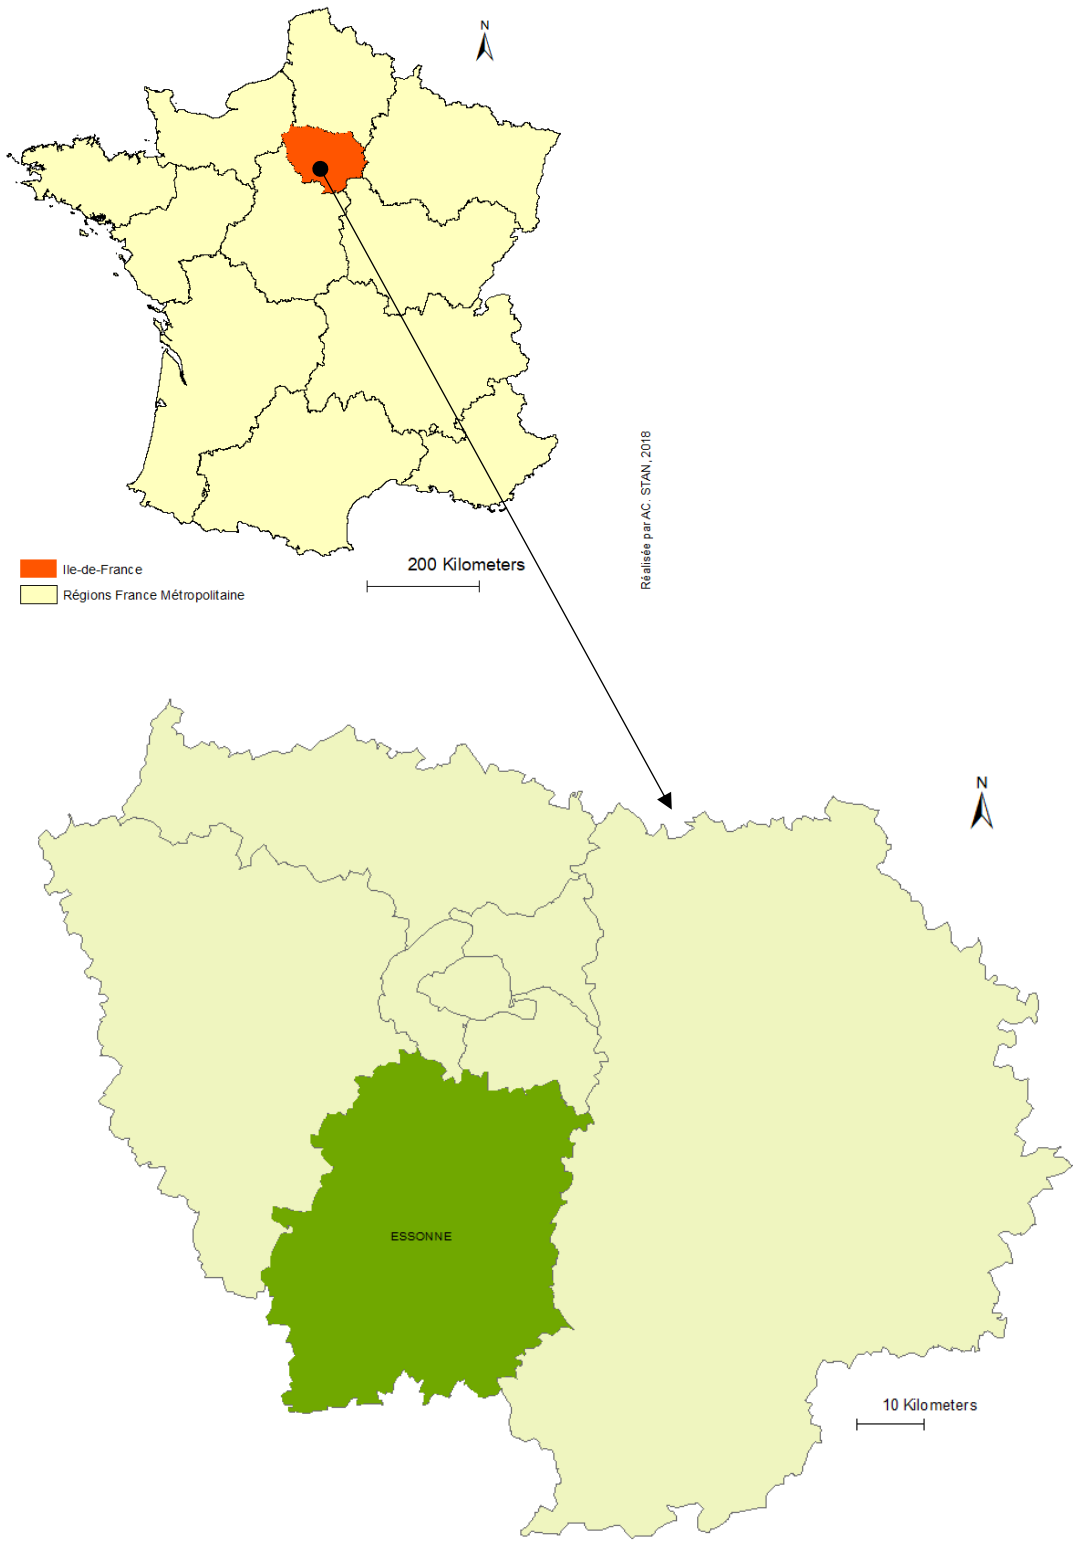 N
Réalisée par AC. STAN, 2018
200 Kilometers
Ile-de-France
Régions France Métropolitaine
N
ESSONNE
10 Kilometers